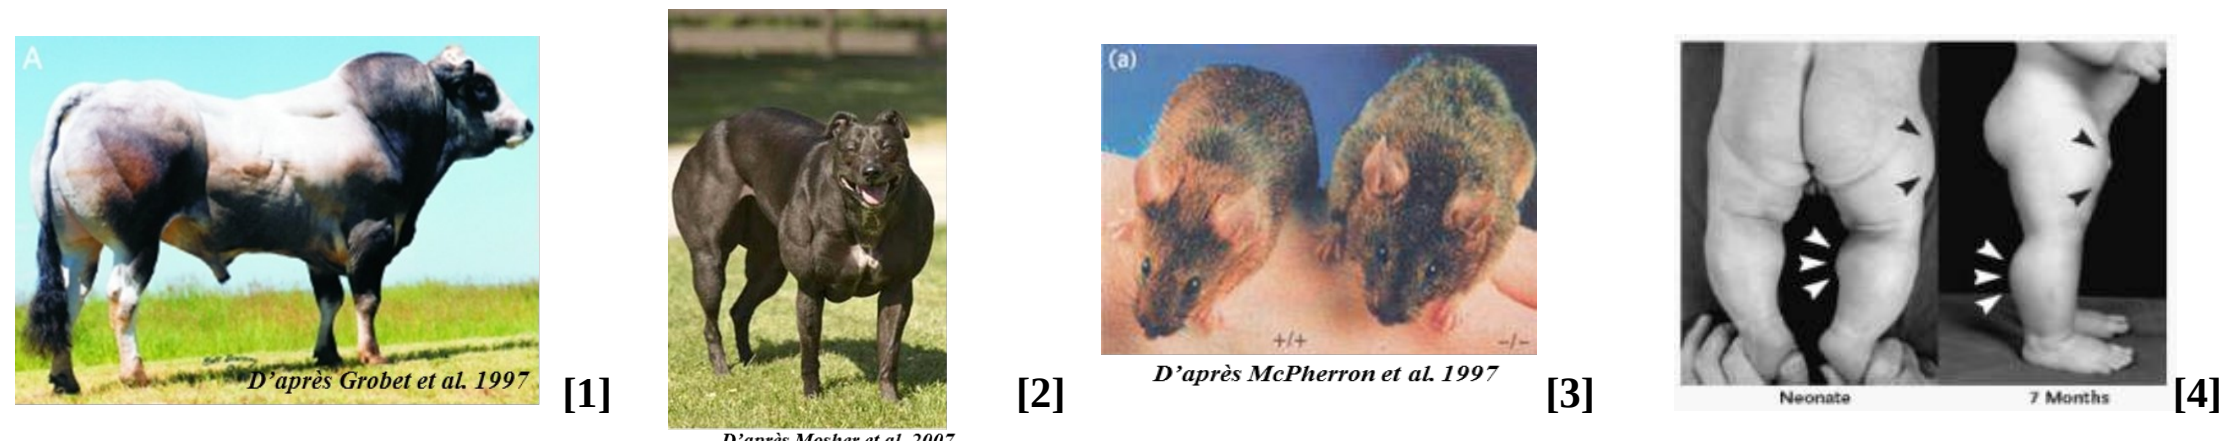 A
D'après Grobet et al. 1997
[1]
D'après Mosher et al. 2007
[2]
(a)
+/+
-/-
D'après McPherron et al. 1997
[3]
Neonate
7 Months
[4]